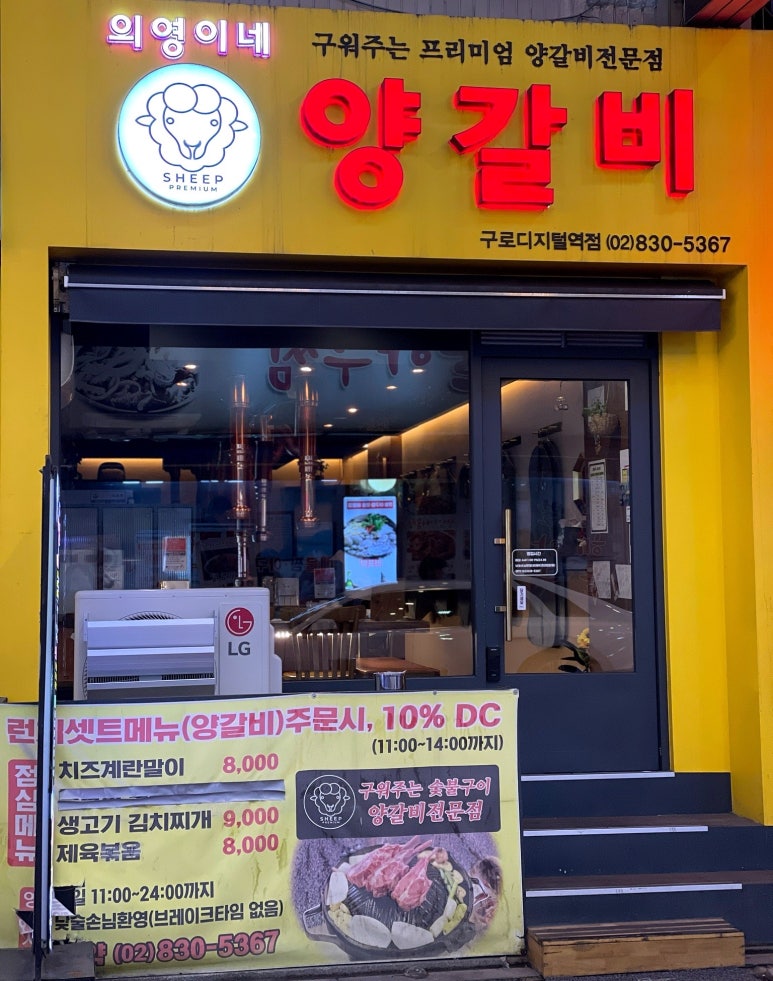 의영이네
구워주는 프리미엄 양갈비전문점
SHEEP
PREMIUM
양갈비
구로디지털역점 (02)830-5367
영업시간
LG
셋트메뉴(양갈비)주문시, 10% DC
(11:00~14:00까지)
점심메뉴
치즈계란말이 8,000
생고기 김치찌개 9,000
제육볶음 8,000
구워주는 숯불구이
양갈비전문점
SHEEP
11:00~24:00까지
낮술손님환영(브레이크타임 없음)
(02)830-5367